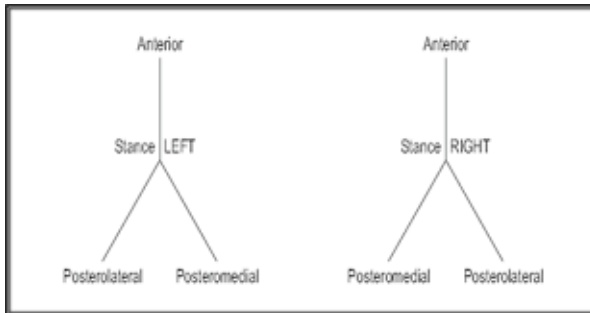 Anterior
Stance LEFT
Posterolateral Posteromedial
Anterior
Stance RIGHT
Posteromedial Posterolateral